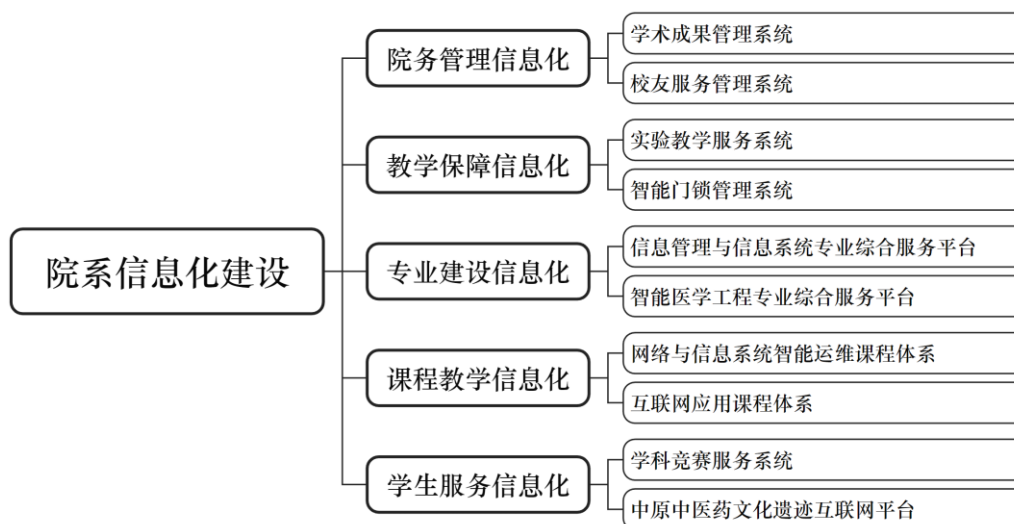 院系信息化建设
院务管理信息化
学术成果管理系统
校友服务管理系统
教学保障信息化
实验教学服务系统
智能门锁管理系统
专业建设信息化
信息管理与信息系统专业综合服务平台
智能医学工程专业综合服务平台
课程教学信息化
网络与信息系统智能运维课程体系
互联网应用课程体系
学生服务信息化
学科竞赛服务系统
中原中医药文化遗迹互联网平台